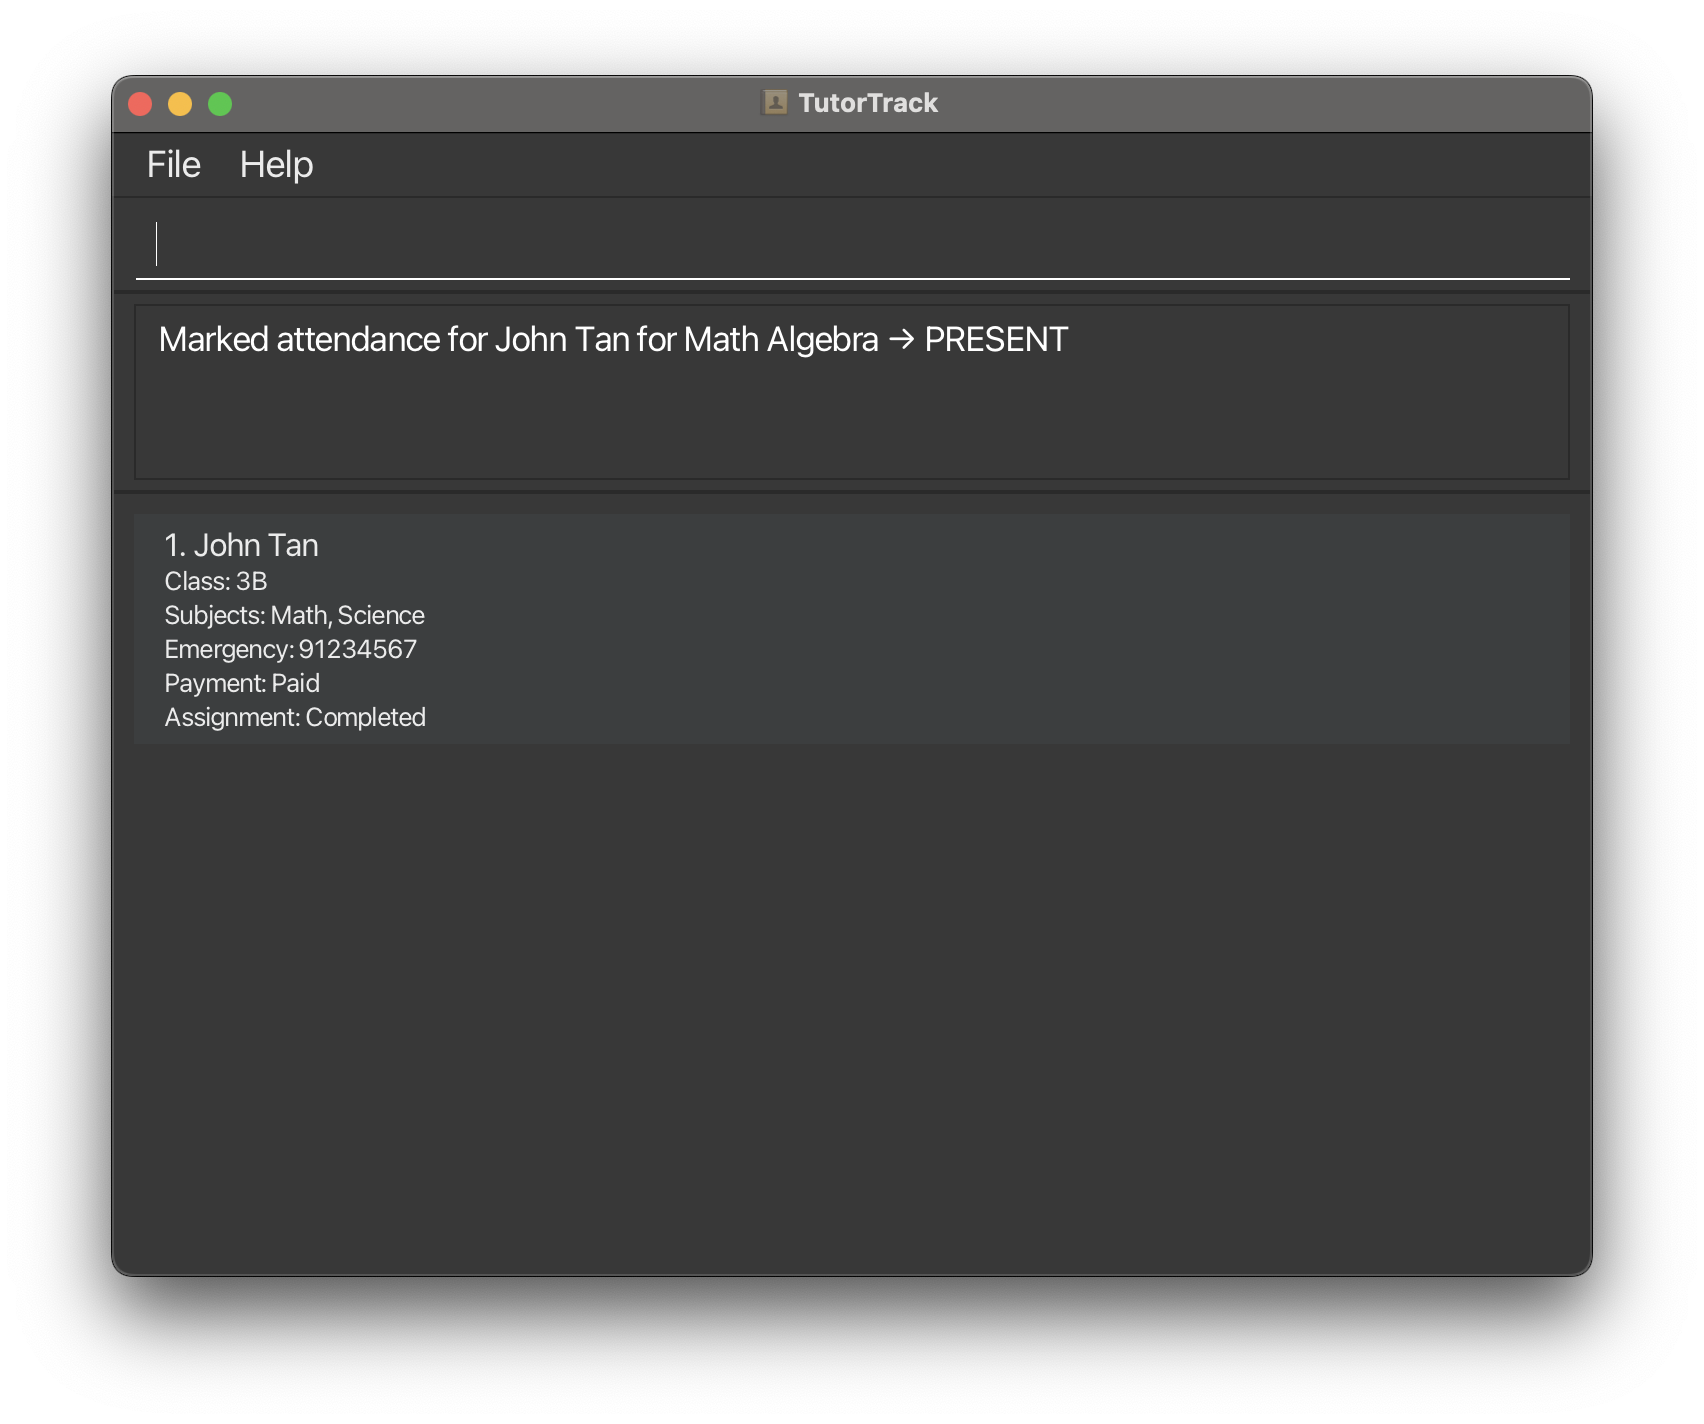 TutorTrack
File Help
Marked attendance for John Tan for Math Algebra → PRESENT
1. John Tan
Class: 3B
Subjects: Math, Science
Emergency: 91234567
Payment: Paid
Assignment: Completed